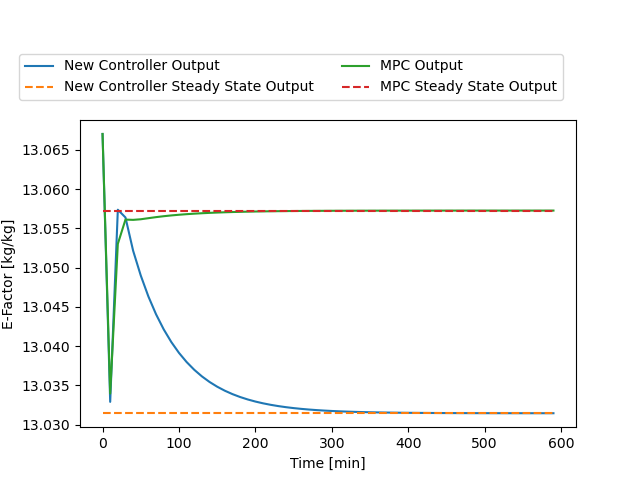 New Controller Output
New Controller Steady State Output
MPC Output
MPC Steady State Output
E-Factor [kg/kg]
13.065
13.060
13.055
13.050
13.045
13.040
13.035
13.030
0 100 200 300 400 500 600
Time [min]